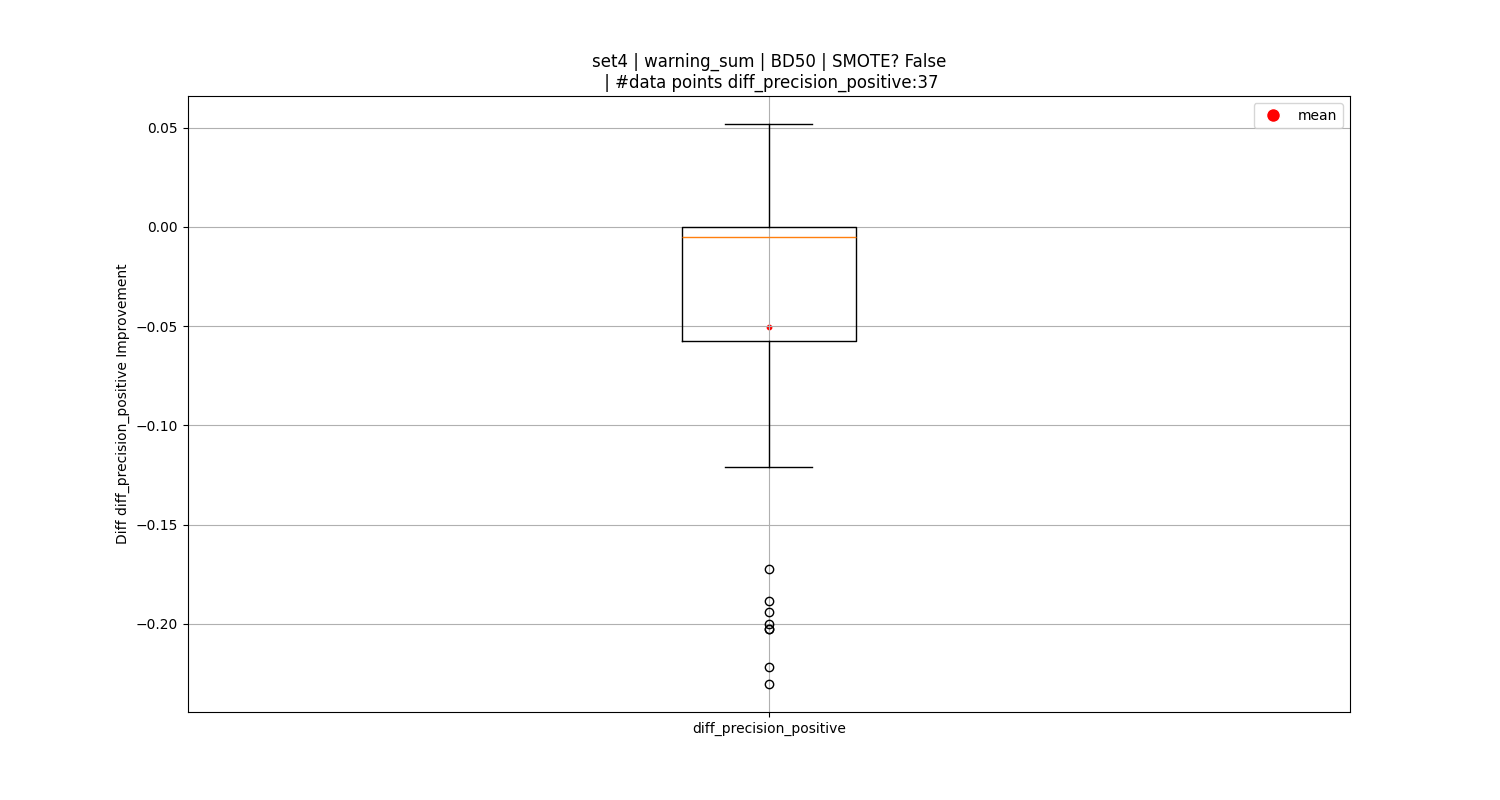 set4 | warning_sum | BD50 | SMOTE? False
| #data points diff_precision_positive:37
mean
0.05
0.00
−0.05
−0.10
−0.15
−0.20
Diff diff_precision_positive Improvement
diff_precision_positive